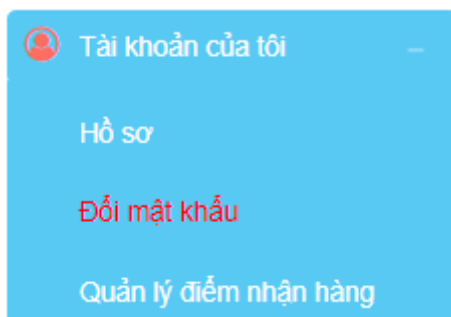 Tài khoản của tôi
Hồ sơ
Đổi mật khẩu
Quản lý điểm nhận hàng